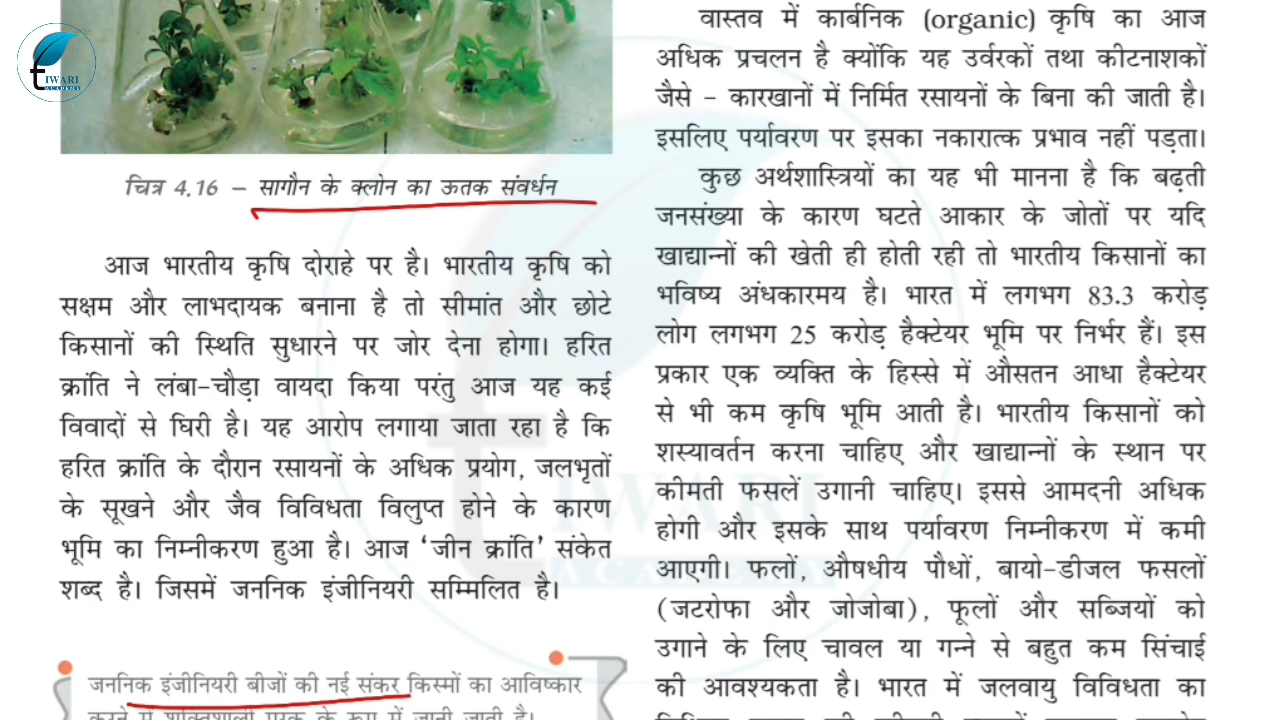 tIWARI
ACADEMY
चित्र 4.16 – सागौन के क्लोन का ऊतक संवर्धन
आज भारतीय कृषि दोराहे पर है। भारतीय कृषि को
सक्षम और लाभदायक बनाना है तो सीमांत और छोटे
किसानों की स्थिति सुधारने पर जोर देना होगा। हरित
क्रांति ने लंबा-चौड़ा वायदा किया परंतु आज यह कई
विवादों से घिरी है। यह आरोप लगाया जाता रहा है कि
हरित क्रांति के दौरान रसायनों के अधिक प्रयोग, जलभृतों
के सूखने और जैव विविधता विलुप्त होने के कारण
भूमि का निम्नीकरण हुआ है। आज ‘जीन क्रांति’ संकेत
शब्द है। जिसमें जननिक इंजीनियरी सम्मिलित है।
जननिक इंजीनियरी बीजों की नई संकर किस्मों का आविष्कार
करने में शक्तिशाली पूरक के रूप में जानी जाती है।
वास्तव में कार्बनिक (organic) कृषि का आज
अधिक प्रचलन है क्योंकि यह उर्वरकों तथा कीटनाशकों
जैसे – कारखानों में निर्मित रसायनों के बिना की जाती है।
इसलिए पर्यावरण पर इसका नकारात्क प्रभाव नहीं पड़ता।
कुछ अर्थशास्त्रियों का यह भी मानना है कि बढ़ती
जनसंख्या के कारण घटते आकार के जोतों पर यदि
खाद्यान्नों की खेती ही होती रही तो भारतीय किसानों का
भविष्य अंधकारमय है। भारत में लगभग 83.3 करोड़
लोग लगभग 25 करोड़ हैक्टेयर भूमि पर निर्भर हैं। इस
प्रकार एक व्यक्ति के हिस्से में औसतन आधा हैक्टेयर
से भी कम कृषि भूमि आती है। भारतीय किसानों को
शस्यावर्तन करना चाहिए और खाद्यान्नों के स्थान पर
कीमती फसलें उगानी चाहिए। इससे आमदनी अधिक
होगी और इसके साथ पर्यावरण निम्नीकरण में कमी
आएगी। फलों, औषधीय पौधों, बायो-डीजल फसलों
(जटरोफा और जोजोबा), फूलों और सब्जियों को
उगाने के लिए चावल या गन्ने से बहुत कम सिंचाई
की आवश्यकता है। भारत में जलवायु विविधता का